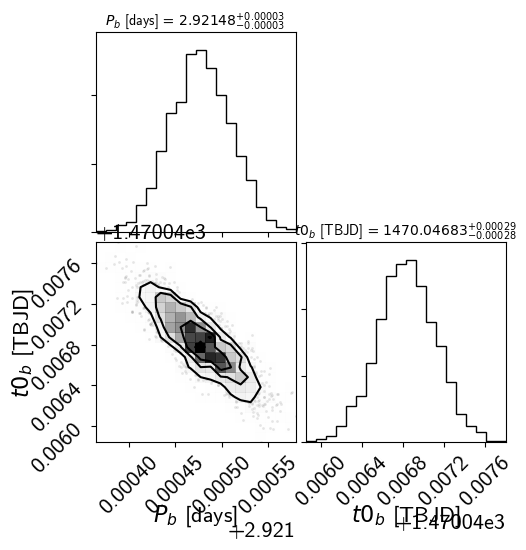 P_b [days] = 2.92148^{+0.00003}_{-0.00003}
+1.47004e3
t0_b [TBJD] = 1470.04683^{+0.00029}_{-0.00028}
t0_b [TBJD]
0.0076
0.0072
0.0068
0.0064
0.0060
0.00040 0.00045 0.00050 0.00055
P_b [days]
+2.921
0.0060 0.0064 0.0068 0.0072 0.0076
t0_b [TBJD]
+1.47004e3